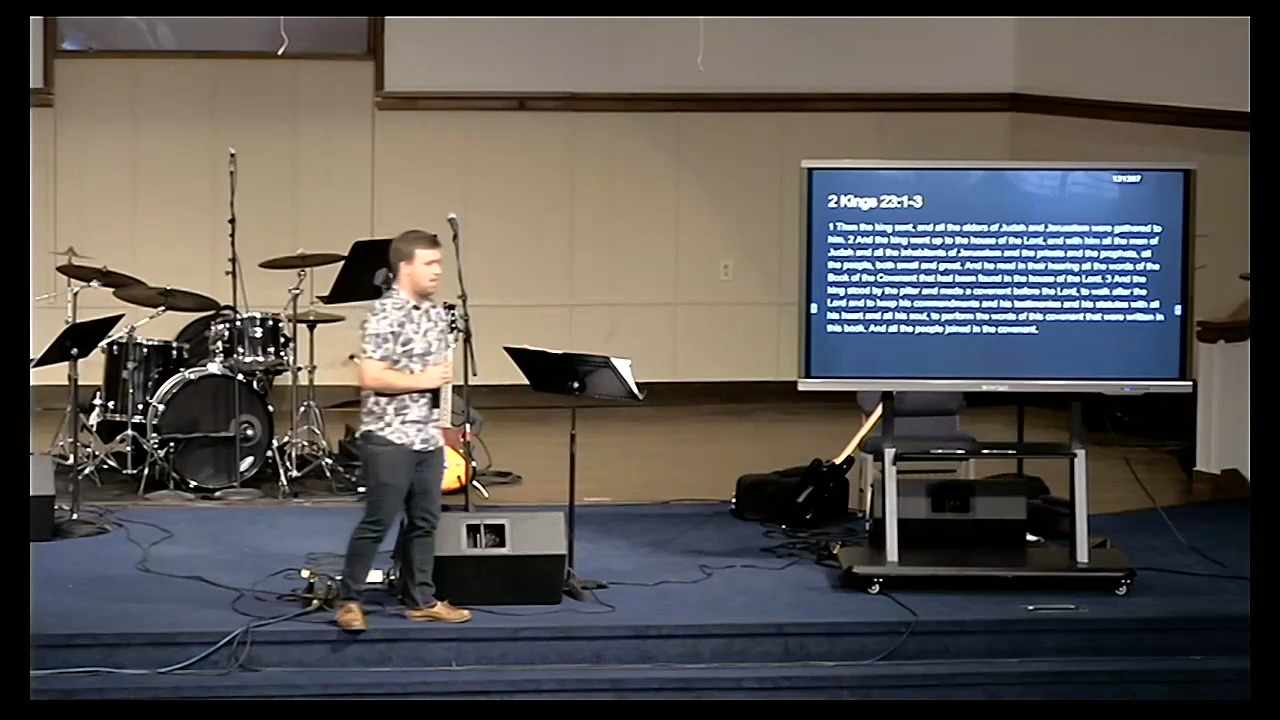 2 Kings 23:1-3
1 Then the king sent, and all the elders of Judah and Jerusalem were gathered to
him. 2 And the king went up to the house of the Lord, and with him all the men of
Judah and all the inhabitants of Jerusalem and the priests and the prophets, all
the people, both small and great. And he read in their hearing all the words of the
Book of the Covenant that had been found in the house of the Lord. 3 And the
king stood by the pillar and made a covenant before the Lord, to walk after the
Lord and to keep his commandments and his testimonies and his statutes with all
his heart and all his soul, to perform the words of this covenant that were written in
this book. And all the people joined in the covenant.